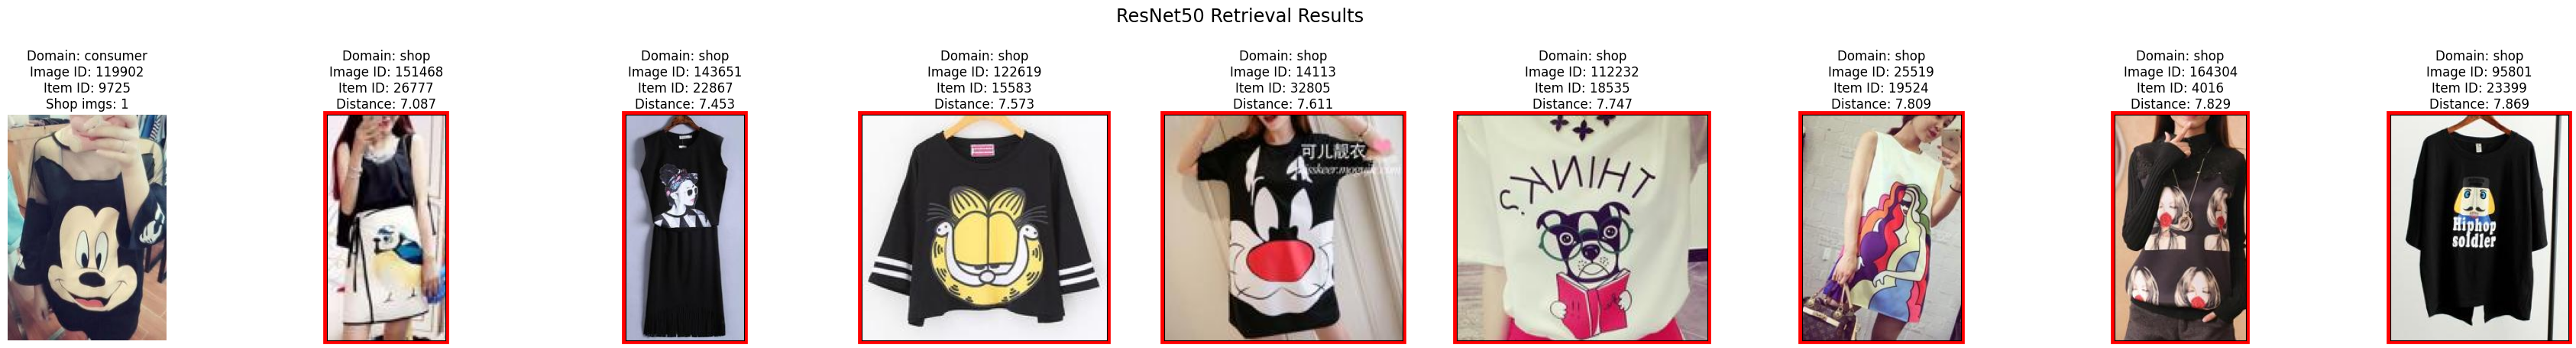 ResNet50 Retrieval Results
Domain: consumer
Image ID: 119902
Item ID: 9725
Shop imgs: 1
Domain: shop
Image ID: 151468
Item ID: 26777
Distance: 7.087
Domain: shop
Image ID: 143651
Item ID: 22867
Distance: 7.453
Domain: shop
Image ID: 122619
Item ID: 15583
Distance: 7.573
Domain: shop
Image ID: 14113
Item ID: 32805
Distance: 7.611
可儿靓衣
Domain: shop
Image ID: 112232
Item ID: 18535
Distance: 7.747
THINK
?
Domain: shop
Image ID: 25519
Item ID: 19524
Distance: 7.809
Domain: shop
Image ID: 164304
Item ID: 4016
Distance: 7.829
Domain: shop
Image ID: 95801
Item ID: 23399
Distance: 7.869
Hiphop
soldier